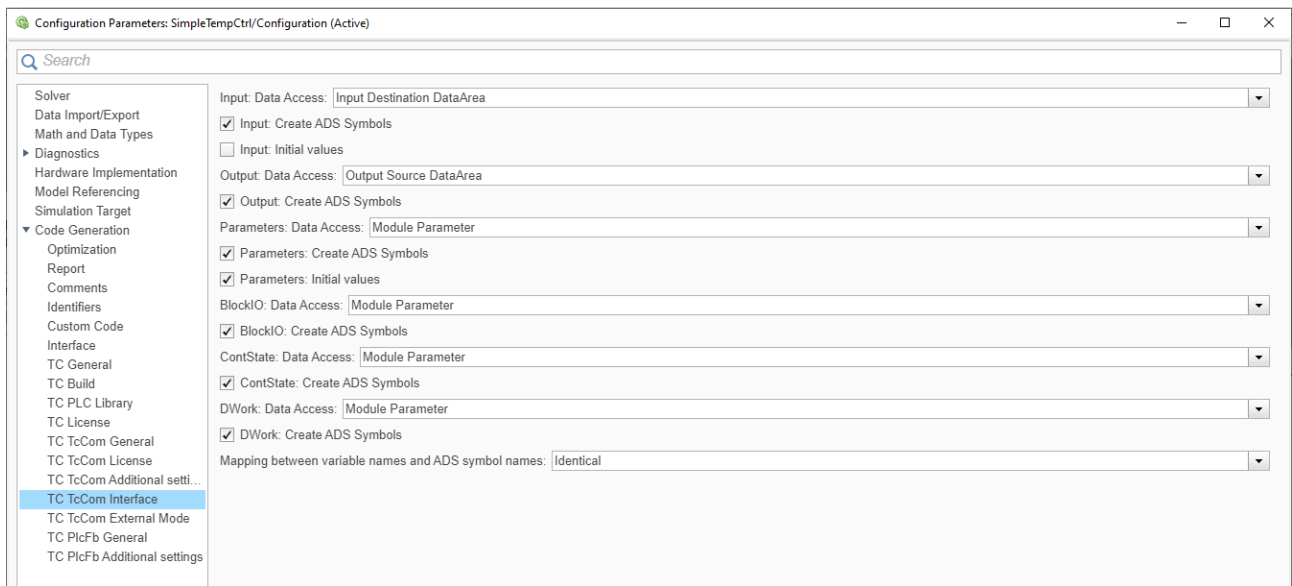 Configuration Parameters: SimpleTempCtrl/Configuration (Active)
Search
Solver
Data Import/Export
Math and Data Types
Diagnostics
Hardware Implementation
Model Referencing
Simulation Target
Code Generation
Optimization
Report
Comments
Identifiers
Custom Code
Interface
TC General
TC Build
TC PLC Library
TC License
TC TcCom General
TC TcCom License
TC TcCom Additional setti...
TC TcCom Interface
TC TcCom External Mode
TC PlcFb General
TC PlcFb Additional settings
Input: Data Access: Input Destination DataArea
Input: Create ADS Symbols
Input: Initial values
Output: Data Access: Output Source DataArea
Output: Create ADS Symbols
Parameters: Data Access: Module Parameter
Parameters: Create ADS Symbols
Parameters: Initial values
BlockIO: Data Access: Module Parameter
BlockIO: Create ADS Symbols
ContState: Data Access: Module Parameter
ContState: Create ADS Symbols
DWork: Data Access: Module Parameter
DWork: Create ADS Symbols
Mapping between variable names and ADS symbol names: Identical